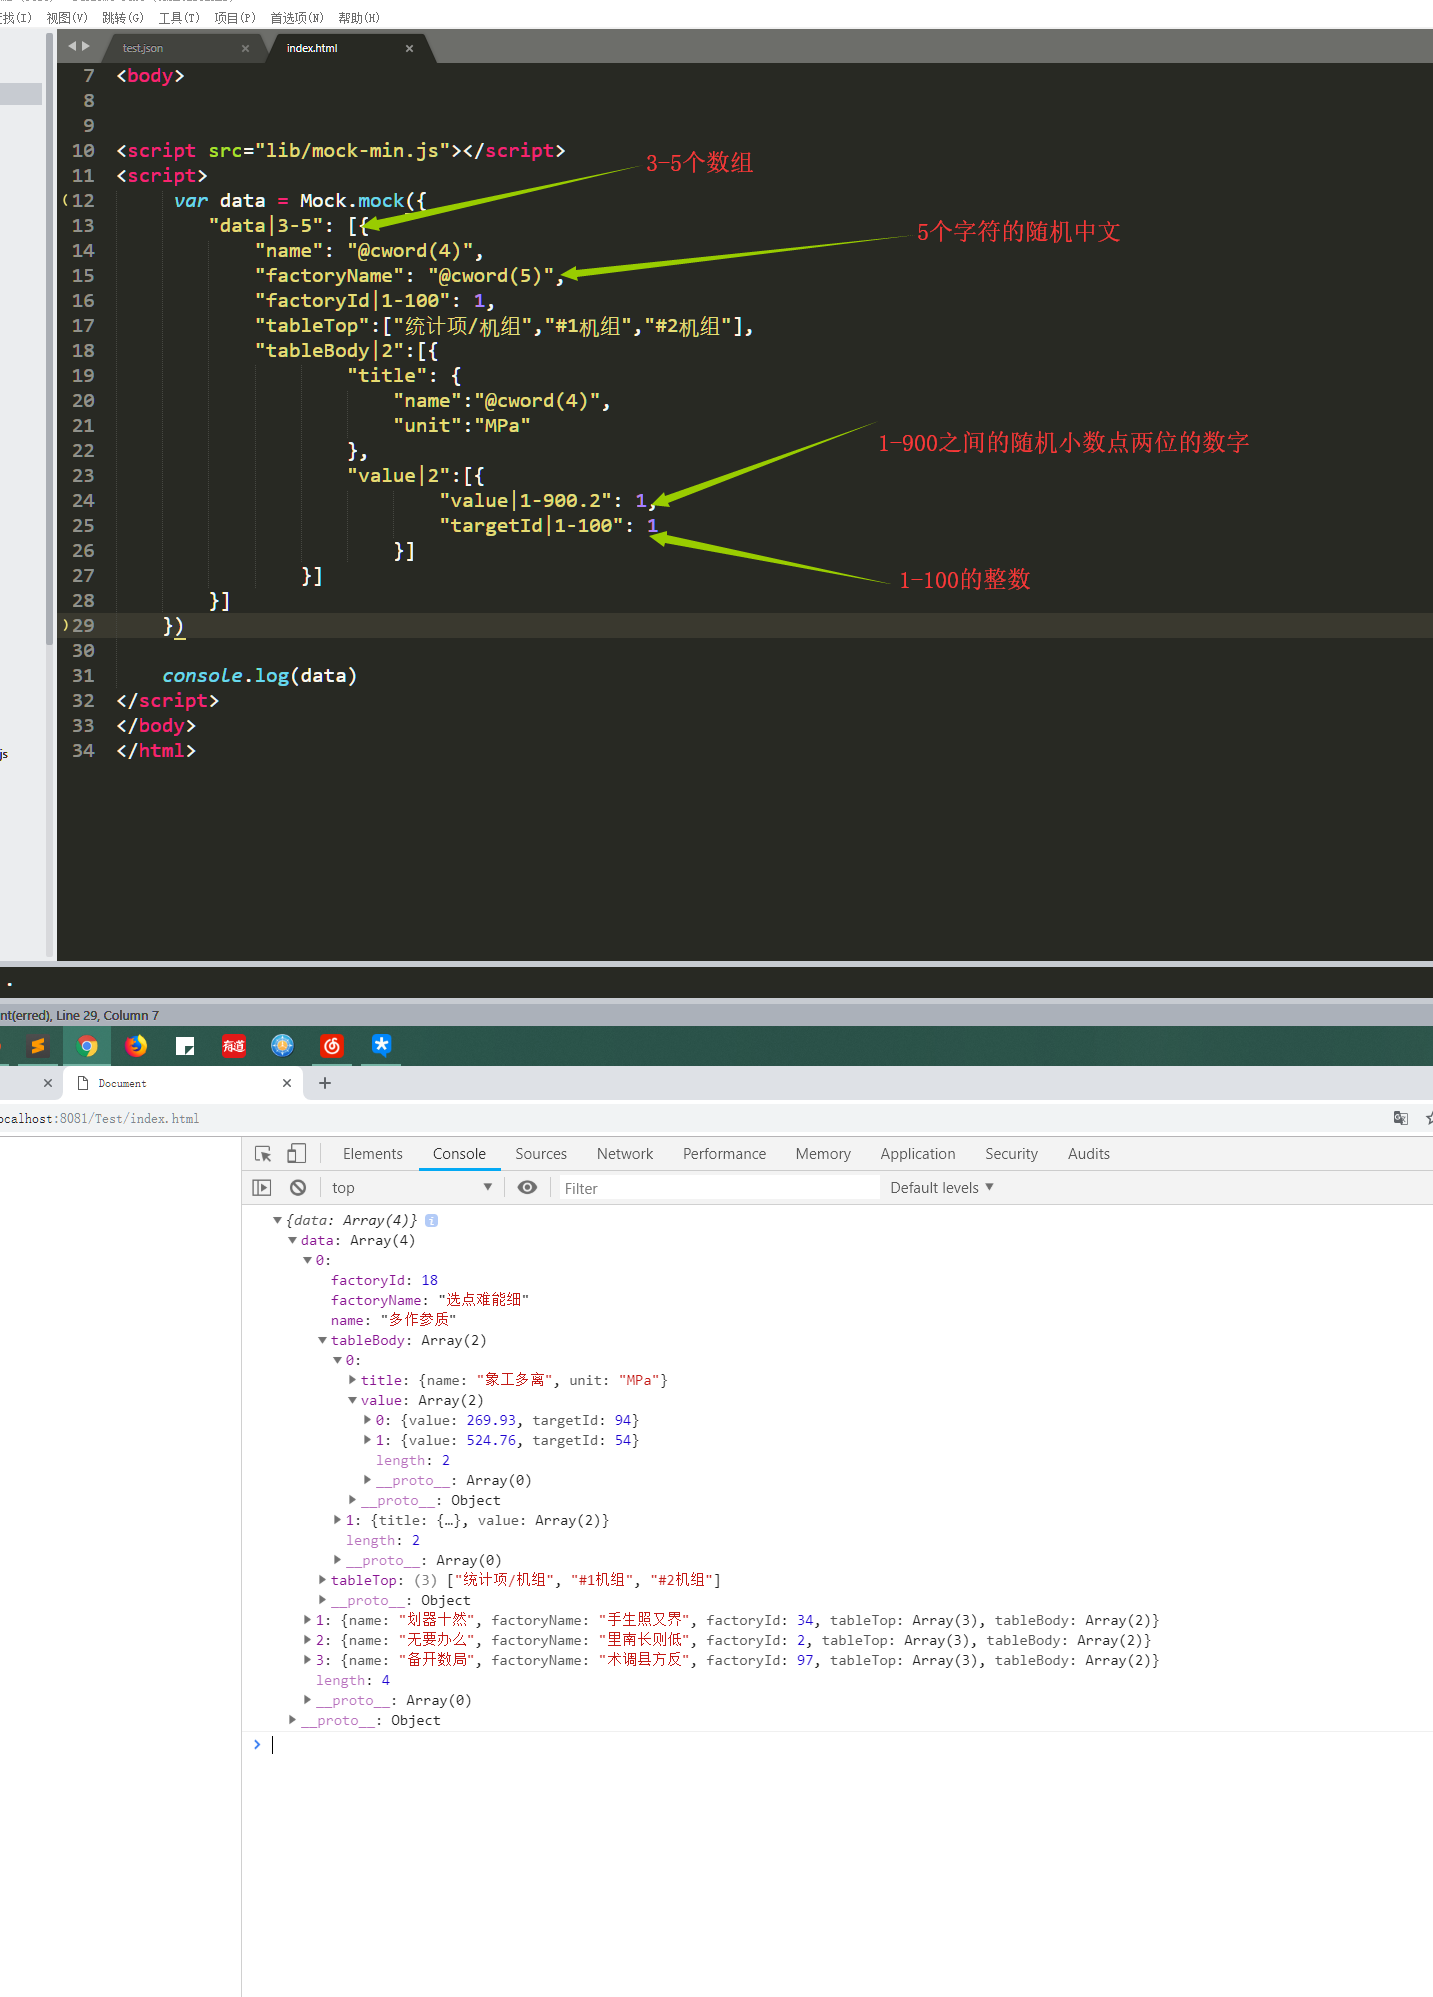 视图(V) 跳转(G) 工具(T) 项目(P) 首选项(N) 帮助(H)
test.json × index.html ×
7 <body>
8
9
10 <script src="lib/mock-min.js"></script>
11 <script>
12 var data = Mock.mock({
3-5个数组
13 "data|3-5": [{
14 "name": "@cword(4)",
5个字符的随机中文
15 "factoryName": "@cword(5)",
16 "factoryId|1-100": 1,
17 "tableTop":["统计项/机组","#1机组","#2机组"],
18 "tableBody|2":[{
19 "title": {
20 "name":"@cword(4)",
21 "unit":"MPa"
22 },
1-900之间的随机小数点两位的数字
23 "value|2":[{
24 "value|1-900.2": 1,
25 "targetId|1-100": 1
26 }]
1-100的整数
27 }]
28 }]
29 })
30
31 console.log(data)
32 </script>
33 </body>
34 </html>
js
nt(erred), Line 29, Column 7
有道
× Document × +
ocalhost:8081/Test/index.html
Elements Console Sources Network Performance Memory Application Security Audits
top Filter Default levels
{data: Array(4)} i
data: Array(4)
0:
factoryId: 18
factoryName: "选点难能细"
name: "多作参质"
tableBody: Array(2)
0:
title: {name: "象工多离", unit: "MPa"}
value: Array(2)
0: {value: 269.93, targetId: 94}
1: {value: 524.76, targetId: 54}
length: 2
__proto__: Array(0)
__proto__: Object
1: {title: {…}, value: Array(2)}
length: 2
__proto__: Array(0)
tableTop: (3) ["统计项/机组", "#1机组", "#2机组"]
__proto__: Object
1: {name: "划器十然", factoryName: "手生照又界", factoryId: 34, tableTop: Array(3), tableBody: Array(2)}
2: {name: "无要办么", factoryName: "里南长则低", factoryId: 2, tableTop: Array(3), tableBody: Array(2)}
3: {name: "备开数局", factoryName: "术调县方反", factoryId: 97, tableTop: Array(3), tableBody: Array(2)}
length: 4
__proto__: Array(0)
__proto__: Object